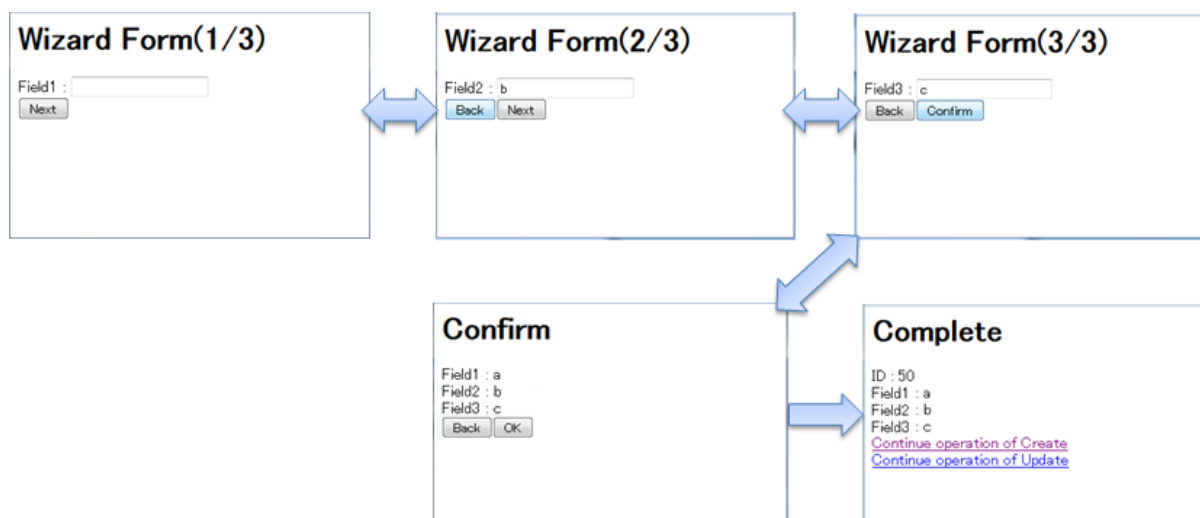 Wizard Form(1/3)
Field1 :
Next
Wizard Form(2/3)
Field2 : b
Back Next
Wizard Form(3/3)
Field3 : c
Back Confirm
Confirm
Field1 : a
Field2 : b
Field3 : c
Back OK
Complete
ID : 50
Field1 : a
Field2 : b
Field3 : c
Continue operation of Create
Continue operation of Update